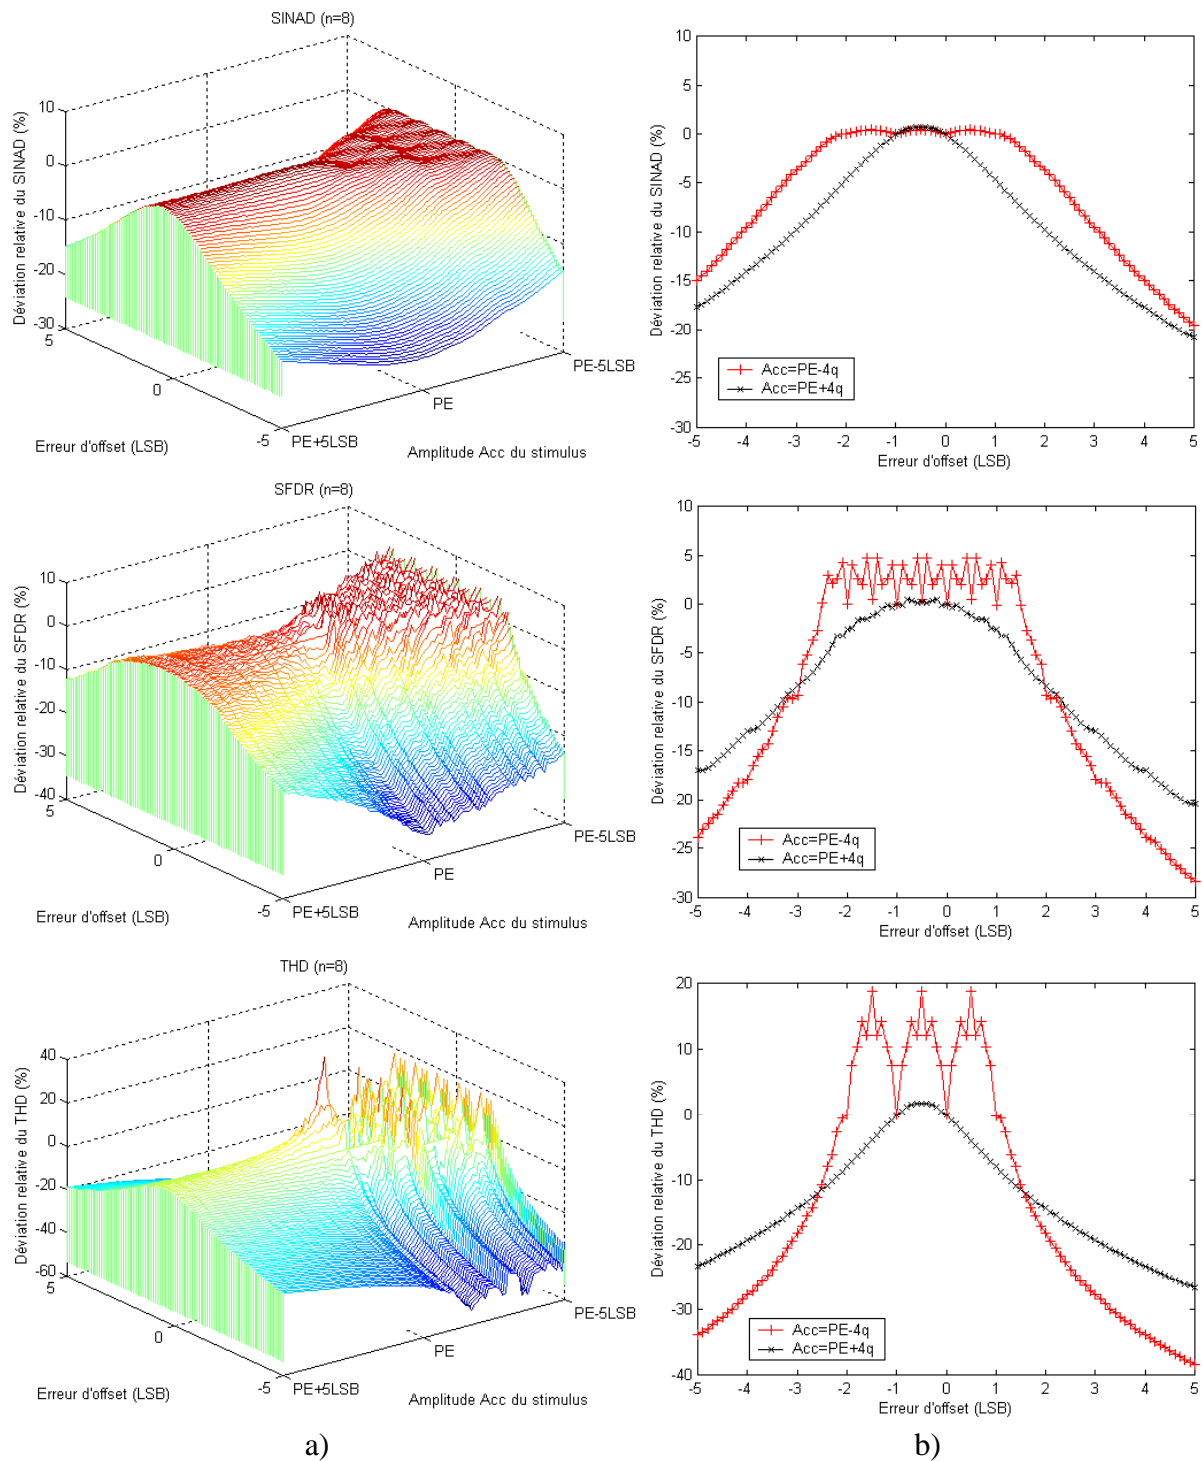 SINAD (n=8)
Déviation relative du SINAD (%)
10
0
-10
-20
-30
5
0
-5
Erreur d'offset (LSB)
PE+5LSB
PE
PE-5LSB
Amplitude Acc du stimulus
Déviation relative du SINAD (%)
10
5
0
-5
-10
-15
-20
-25
-30
Acc=PE-4q
Acc=PE+4q
-5 -4 -3 -2 -1 0 1 2 3 4 5
Erreur d'offset (LSB)
SFDR (n=8)
Déviation relative du SFDR (%)
10
0
-10
-20
-30
-40
5
0
-5
Erreur d'offset (LSB)
PE+5LSB
PE
PE-5LSB
Amplitude Acc du stimulus
Déviation relative du SFDR (%)
10
5
0
-5
-10
-15
-20
-25
-30
Acc=PE-4q
Acc=PE+4q
-5 -4 -3 -2 -1 0 1 2 3 4 5
Erreur d'offset (LSB)
THD (n=8)
Déviation relative du THD (%)
40
20
0
-20
-40
-60
5
0
-5
Erreur d'offset (LSB)
PE+5LSB
PE
PE-5LSB
Amplitude Acc du stimulus
Déviation relative du THD (%)
20
10
0
-10
-20
-30
-40
Acc=PE-4q
Acc=PE+4q
-5 -4 -3 -2 -1 0 1 2 3 4 5
Erreur d'offset (LSB)
a)
b)